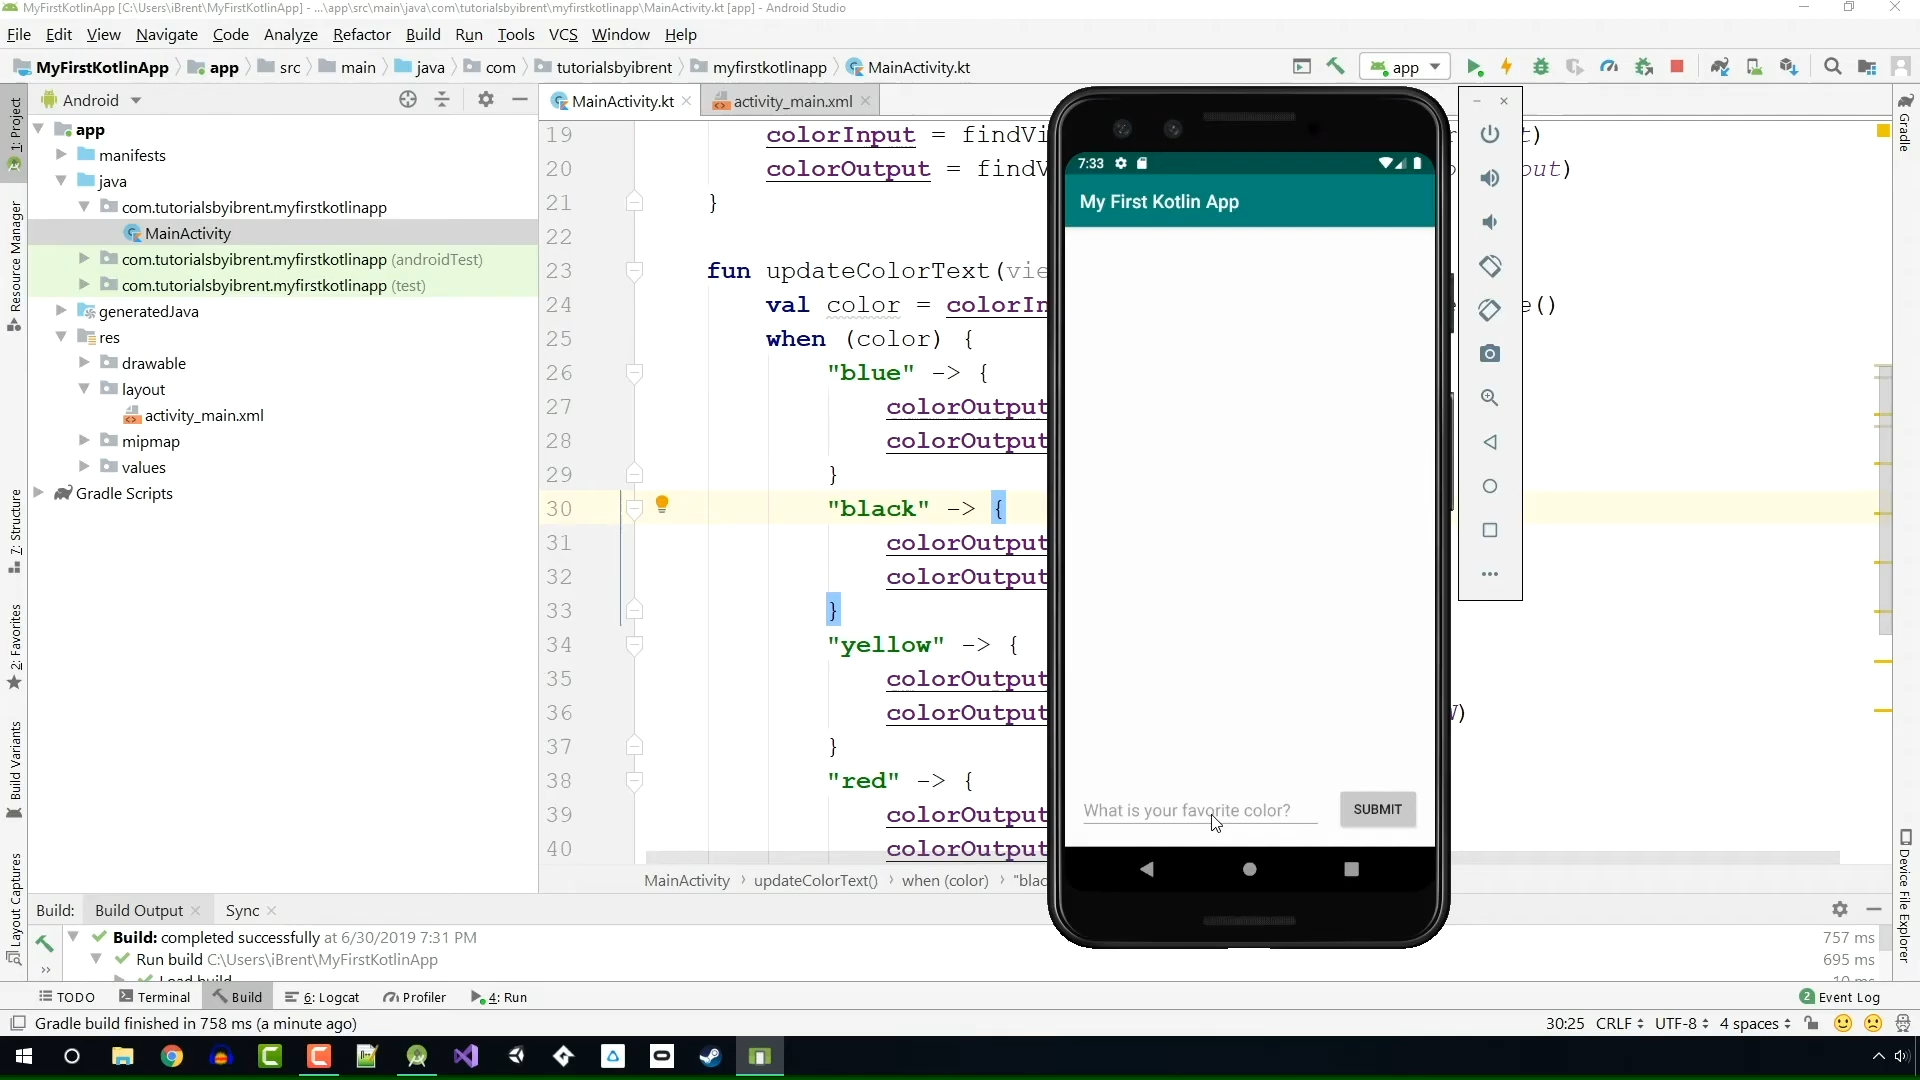 MyFirstKotlinApp [C:\Users\iBrent\MyFirstKotlinApp] - ...\app\src\main\java\com\tutorialsbyibrent\myfirstkotlinapp\MainActivity.kt [app] - Android Studio
File Edit View Navigate Code Analyze Refactor Build Run Tools VCS Window Help
MyFirstKotlinApp app src main java com tutorialsbyibrent myfirstkotlinapp MainActivity.kt
app
Android
MainActivity.kt
activity_main.xml
1: Project
Resource Manager
7: Structure
2: Favorites
Build Variants
Layout Captures
app
manifests
java
com.tutorialsbyibrent.myfirstkotlinapp
MainActivity
com.tutorialsbyibrent.myfirstkotlinapp (androidTest)
com.tutorialsbyibrent.myfirstkotlinapp (test)
generatedJava
res
drawable
layout
activity_main.xml
mipmap
values
Gradle Scripts
19 colorInput = findVi t)
20 colorOutput = findV out)
21 }
22
23 fun updateColorText(vie
24 val color = colorIn e()
25 when (color) {
26 "blue" -> {
27 colorOutput
28 colorOutput
29 }
30 "black" -> {
31 colorOutput
32 colorOutput
33 }
34 "yellow" -> {
35 colorOutput
36 colorOutput )
37 }
38 "red" -> {
39 colorOutput
40 colorOutput
MainActivity updateColorText() when (color) "blac
7:33
My First Kotlin App
What is your favorite color?
SUBMIT
Gradle
Device File Explorer
Build: Build Output Sync
Build: completed successfully at 6/30/2019 7:31 PM 757 ms
Run build C:\Users\iBrent\MyFirstKotlinApp 695 ms
Load build
TODO Terminal Build 6: Logcat Profiler 4: Run 2 Event Log
Gradle build finished in 758 ms (a minute ago) 30:25 CRLF UTF-8 4 spaces